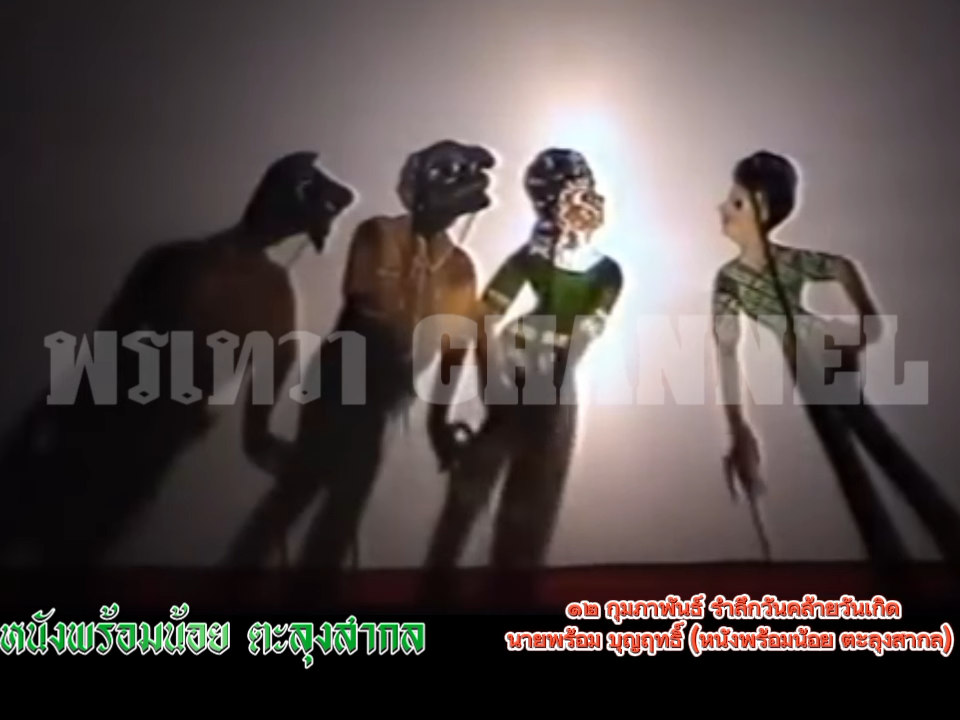 พรเทวา CHANNEL
หนังพร้อมน้อย ตะลุงสากล
๑๒ กุมภาพันธ์ รำลึกวันคล้ายวันเกิด
นายพร้อม บุญฤทธิ์ (หนังพร้อมน้อย ตะลุงสากล)